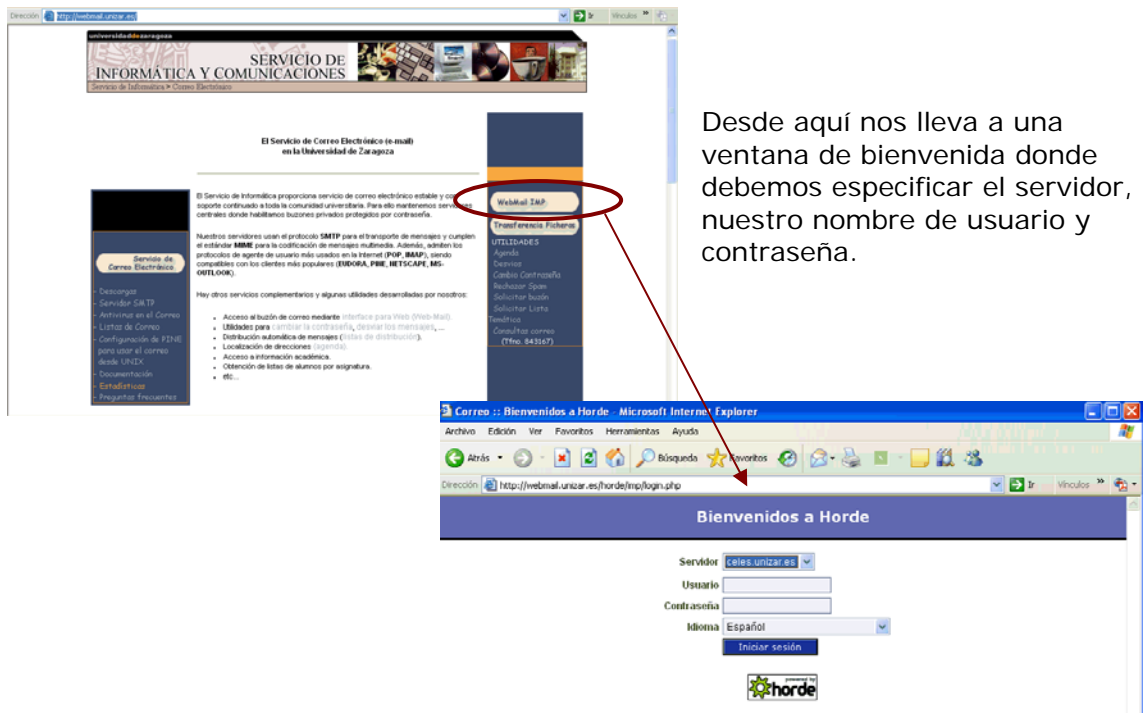 Dirección http://webmail.unizar.es/ Ir Vínculos »
universidaddezaragoza
SERVICIO DE
INFORMÁTICA Y COMUNICACIONES
Servicio de Informática > Correo Electrónico
El Servicio de Correo Electrónico (e-mail)
en la Universidad de Zaragoza
El Servicio de Informática proporciona servicio de correo electrónico estable y con
soporte continuado a toda la comunidad universitaria. Para ello mantenemos servidores
centrales donde habilitamos buzones privados protegidos por contraseña.
Nuestros servidores usan el protocolo SMTP para el transporte de mensajes y cumplen
el estándar MIME para la codificación de mensajes multimedia. Además, admiten los
protocolos de agente de usuario más usados en la Internet (POP, IMAP), siendo
compatibles con los clientes más populares (EUDORA, PINE, NETSCAPE, MS-
OUTLOOK).
Hay otros servicios complementarios y algunas utilidades desarrolladas por nosotros:
Acceso al buzón de correo mediante interface para Web (Web-Mail).
Utilidades para cambiar la contraseña, desviar los mensajes, ...
Distribución automática de mensajes (listas de distribución).
Localización de direcciones (agenda).
Acceso a información académica.
Obtención de listas de alumnos por asignatura.
etc...
Servicio de
Correo Electrónico
- Descargas
- Servidor SMTP
- Antivirus en el Correo
- Listas de Correo
- Configuración de PINE
para usar el correo
desde UNIX
- Documentación
- Estadísticas
- Preguntas frecuentes
WebMail IMP
Transferencia Ficheros
UTILIDADES
Agenda
Desvíos
Cambio Contraseña
Rechazar Spam
Solicitar buzón
Solicitar Lista
Temática
Consultas correo
(Tfno. 843167)
Desde aquí nos lleva a una
ventana de bienvenida donde
debemos especificar el servidor,
nuestro nombre de usuario y
contraseña.
Correo :: Bienvenidos a Horde - Microsoft Internet Explorer
Archivo Edición Ver Favoritos Herramientas Ayuda
Atrás Búsqueda Favoritos
Dirección http://webmail.unizar.es/horde/imp/login.php Ir Vínculos »
Bienvenidos a Horde
Servidor celes.unizar.es
Usuario
Contraseña
Idioma Español
Iniciar sesión
powered by
horde